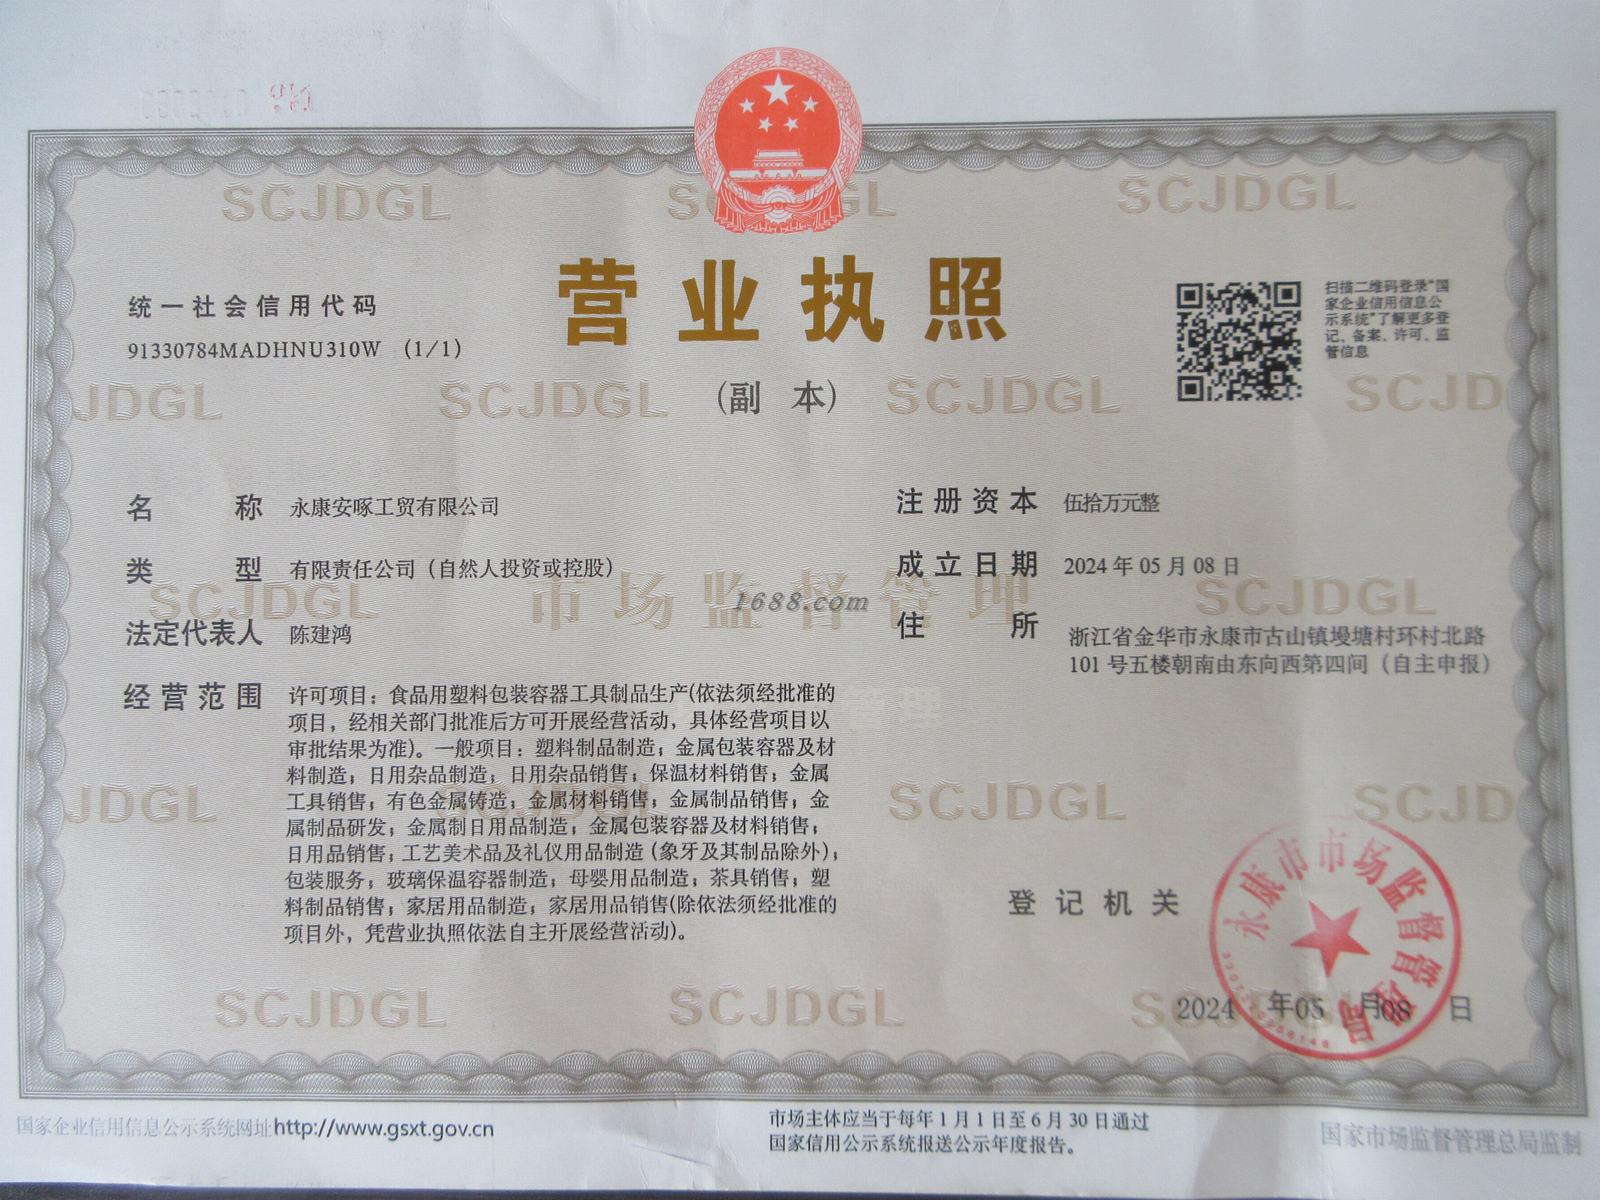 营业执照
(副 本)
统一社会信用代码
91330784MADHNU310W (1/1)
扫描二维码登录"国
家企业信用信息公
示系统"了解更多登
记、备案、许可、监
管信息
名 称 永康安啄工贸有限公司
类 型 有限责任公司（自然人投资或控股）
法定代表人 陈建鸿
经营范围 许可项目：食品用塑料包装容器工具制品生产(依法须经批准的
项目，经相关部门批准后方可开展经营活动，具体经营项目以
审批结果为准)。一般项目：塑料制品制造；金属包装容器及材
料制造；日用杂品制造；日用杂品销售；保温材料销售；金属
工具销售；有色金属铸造；金属材料销售；金属制品销售；金
属制品研发；金属制日用品制造；金属包装容器及材料销售；
日用品销售；工艺美术品及礼仪用品制造（象牙及其制品除外）；
包装服务；玻璃保温容器制造；母婴用品制造；茶具销售；塑
料制品销售；家居用品制造；家居用品销售(除依法须经批准的
项目外，凭营业执照依法自主开展经营活动)。
注册资本 伍拾万元整
成立日期 2024 年 05 月 08 日
住 所 浙江省金华市永康市古山镇墁塘村环村北路
101 号五楼朝南由东向西第四间（自主申报）
登记机关
永康市市场监督管理局
2024 年 05 月 08 日
SCJDGL
市场监督管理
1688.com
国家企业信用信息公示系统网址http://www.gsxt.gov.cn
市场主体应当于每年 1 月 1 日至 6 月 30 日通过
国家信用公示系统报送公示年度报告。
国家市场监督管理总局监制